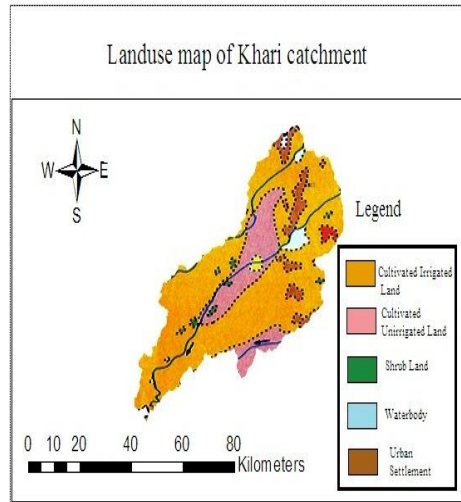 Landuse map of Khari catchment
N
W E
S
Legend
Cultivated Irrigated
Land
Cultivated
Unirrigated Land
Shrub Land
Waterbody
Urban
Settlement
0 10 20 40 60 80
Kilometers